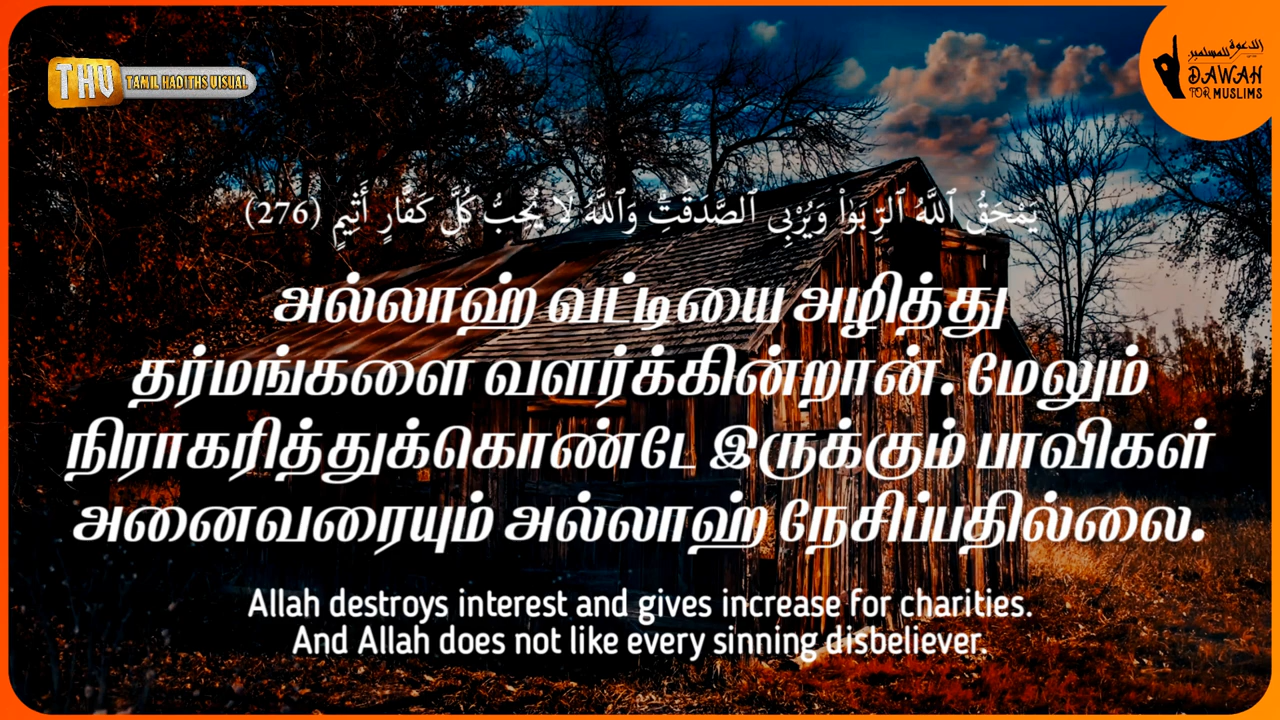 THV TAMIL HADITHS VISUAL
الدعوة للمسلمين
DAWAH
FOR MUSLIMS
يَمْحَقُ ٱللَّهُ ٱلرِّبَوٰا۟ وَيُرْبِى ٱلصَّدَقَـٰتِ ۗ وَٱللَّهُ لَا يُحِبُّ كُلَّ كَفَّارٍ أَثِيمٍ (276)
அல்லாஹ் வட்டியை அழித்து
தர்மங்களை வளர்க்கின்றான். மேலும்
நிராகரித்துக்கொண்டே இருக்கும் பாவிகள்
அனைவரையும் அல்லாஹ் நேசிப்பதில்லை.
Allah destroys interest and gives increase for charities.
And Allah does not like every sinning disbeliever.